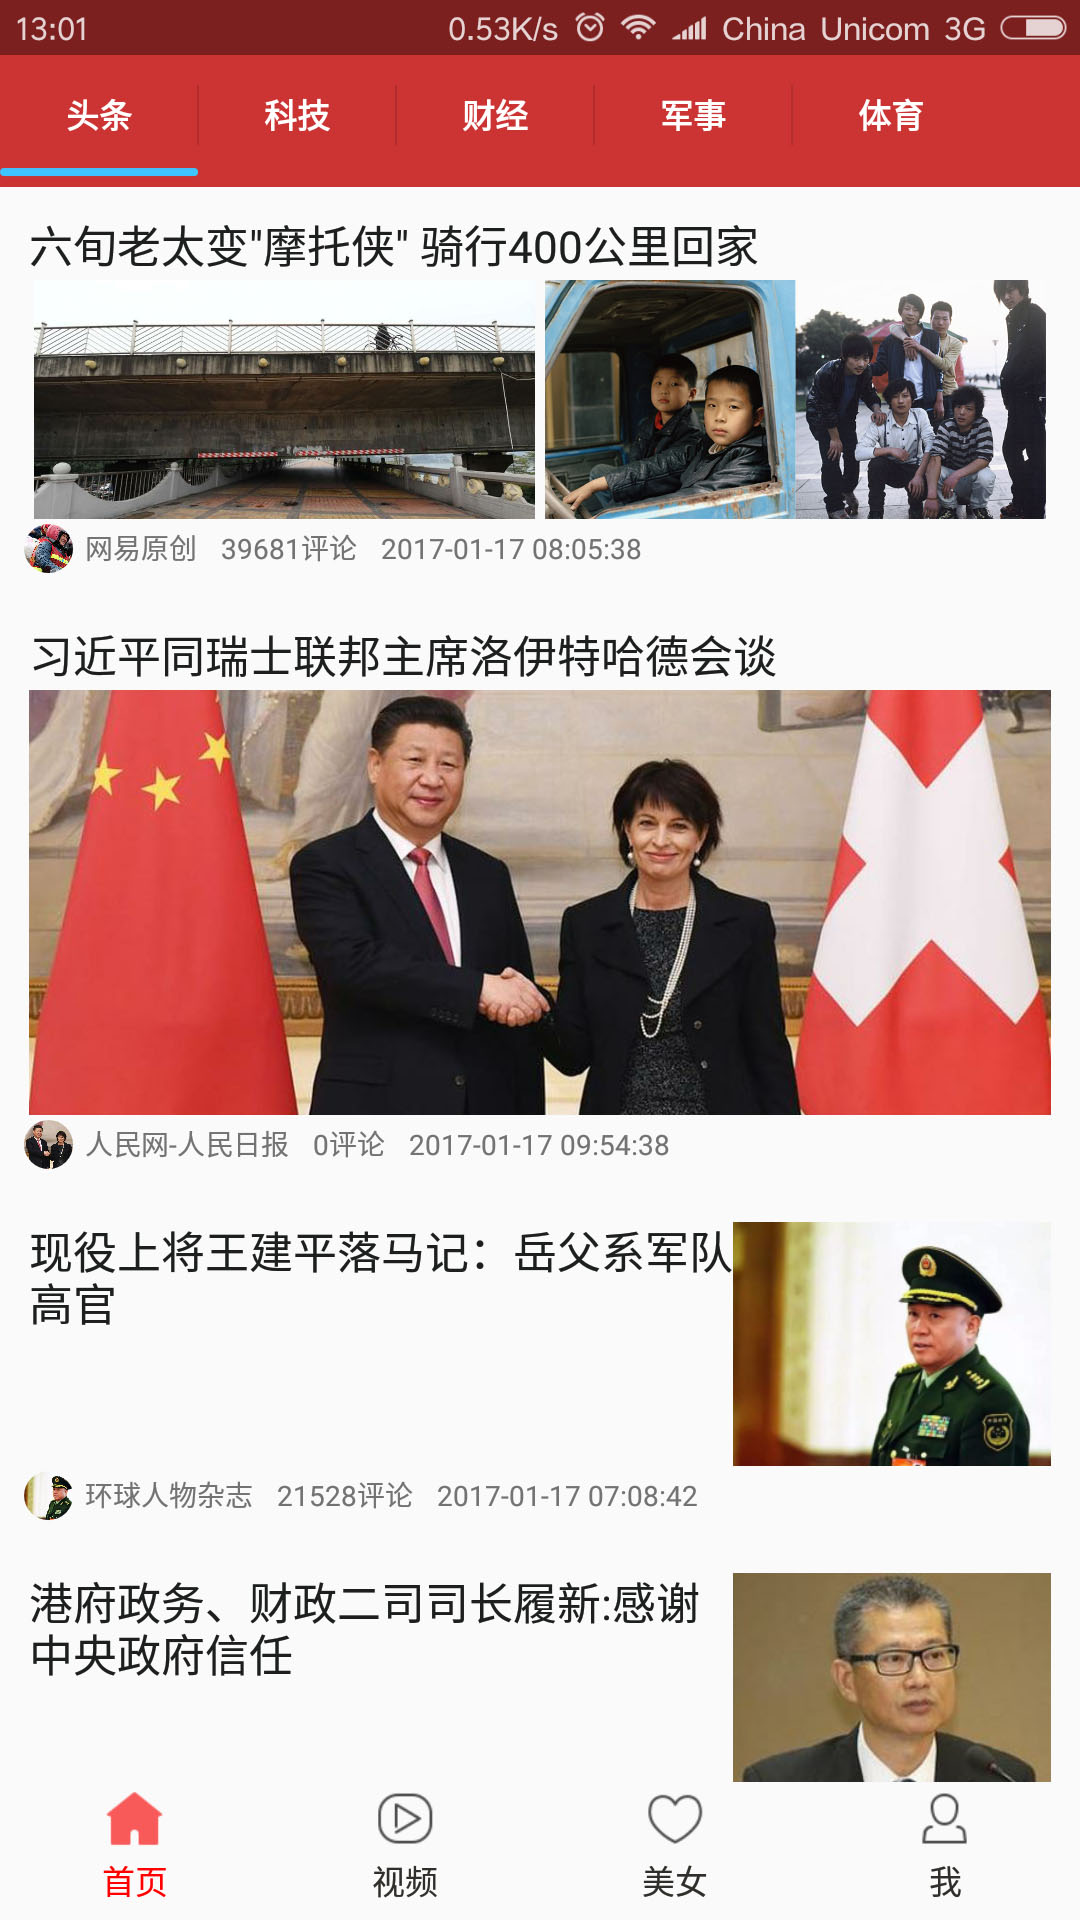 13:01 0.53K/s China Unicom 3G
头条 科技 财经 军事 体育
六旬老太变"摩托侠" 骑行400公里回家
网易原创 39681评论 2017-01-17 08:05:38
习近平同瑞士联邦主席洛伊特哈德会谈
人民网-人民日报 0评论 2017-01-17 09:54:38
现役上将王建平落马记：岳父系军队
高官
环球人物杂志 21528评论 2017-01-17 07:08:42
港府政务、财政二司司长履新:感谢
中央政府信任
首页 视频 美女 我